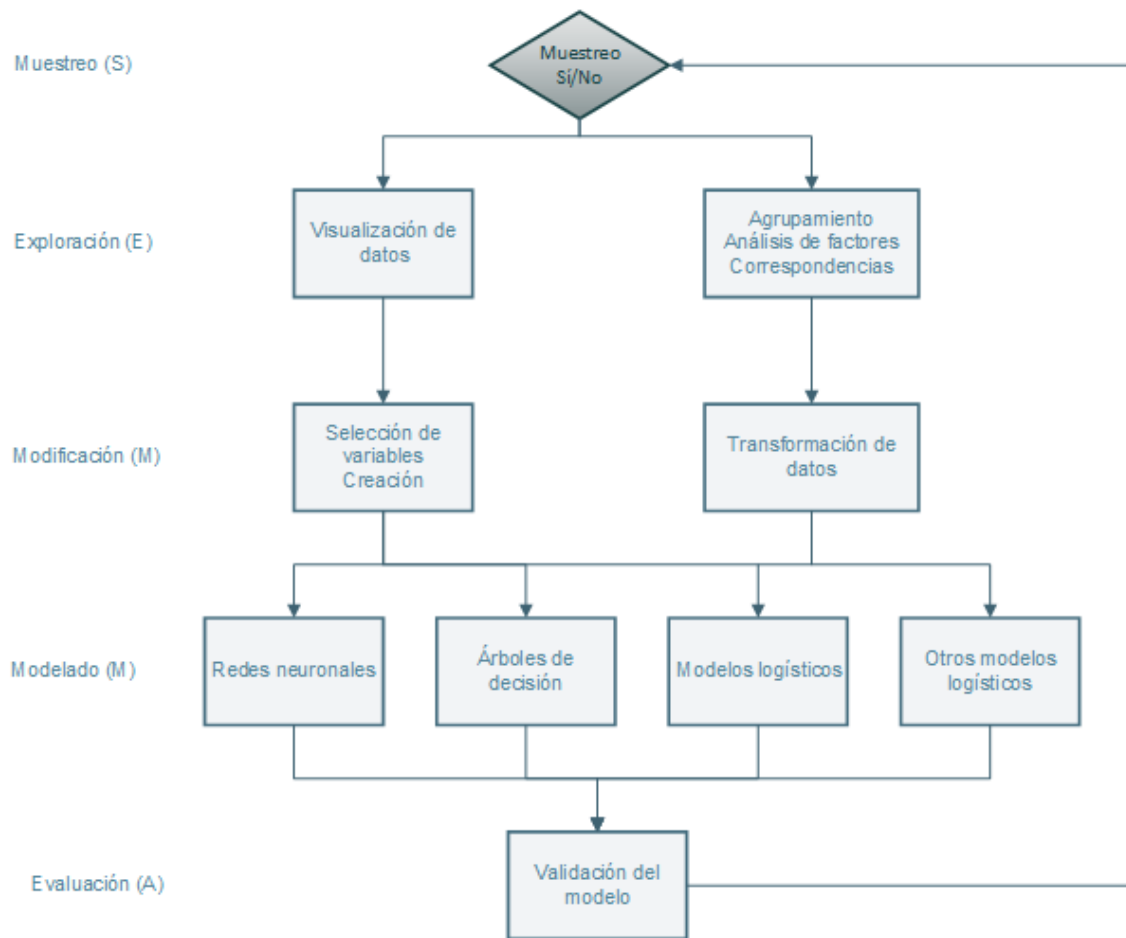 Muestreo (S)
Muestreo
Sí/No
Exploración (E)
Visualización de
datos
Agrupamiento
Análisis de factores
Correspondencias
Modificación (M)
Selección de
variables
Creación
Transformación de
datos
Modelado (M)
Redes neuronales
Árboles de
decisión
Modelos logísticos
Otros modelos
logísticos
Evaluación (A)
Validación del
modelo